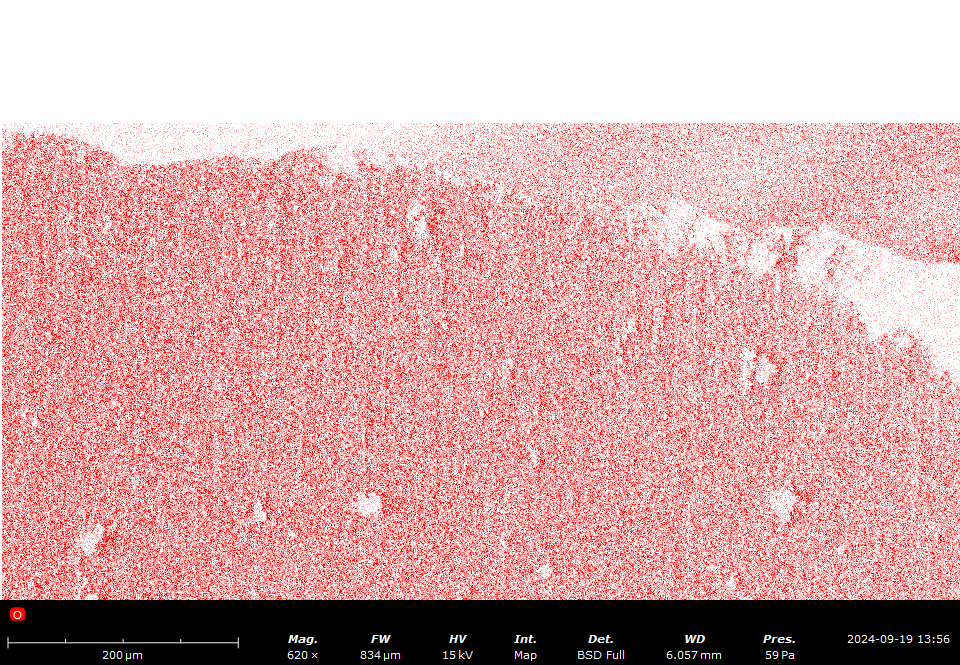 O
Mag. FW HV Int. Det. WD Pres. 2024-09-19 13:56
200 µm 620 × 834 µm 15 kV Map BSD Full 6.057 mm 59 Pa